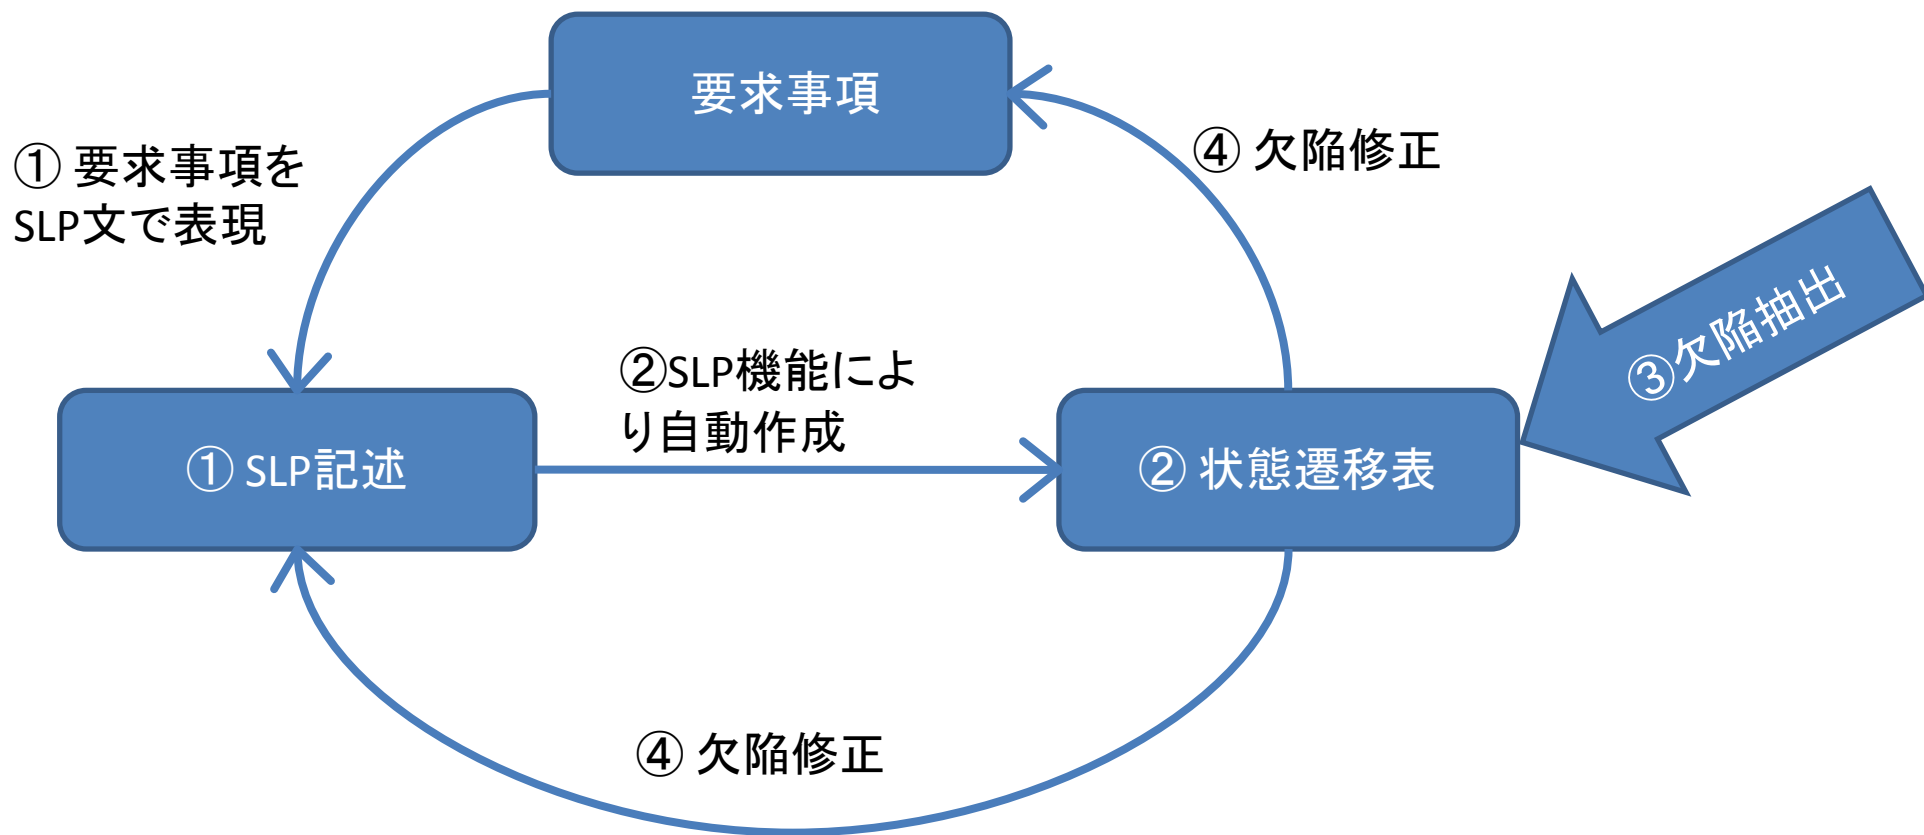 要求事項
① 要求事項を
SLP文で表現
④ 欠陥修正
③欠陥抽出
②SLP機能によ
り自動作成
① SLP記述
② 状態遷移表
④ 欠陥修正